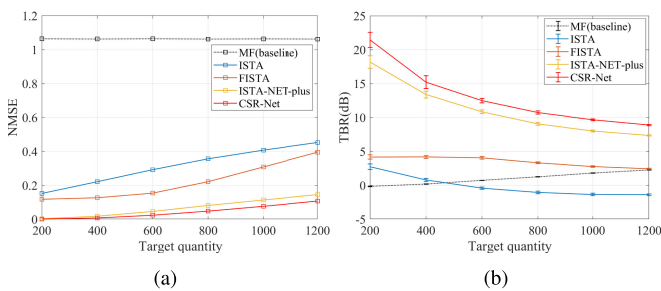 1.2
1
0.8
0.6
0.4
0.2
0
NMSE
200 400 600 800 1000 1200
Target quantity
MF(baseline)
ISTA
FISTA
ISTA-NET-plus
CSR-Net
(a)
25
20
15
10
5
0
-5
TBR(dB)
200 400 600 800 1000 1200
Target quantity
MF(baseline)
ISTA
FISTA
ISTA-NET-plus
CSR-Net
(b)